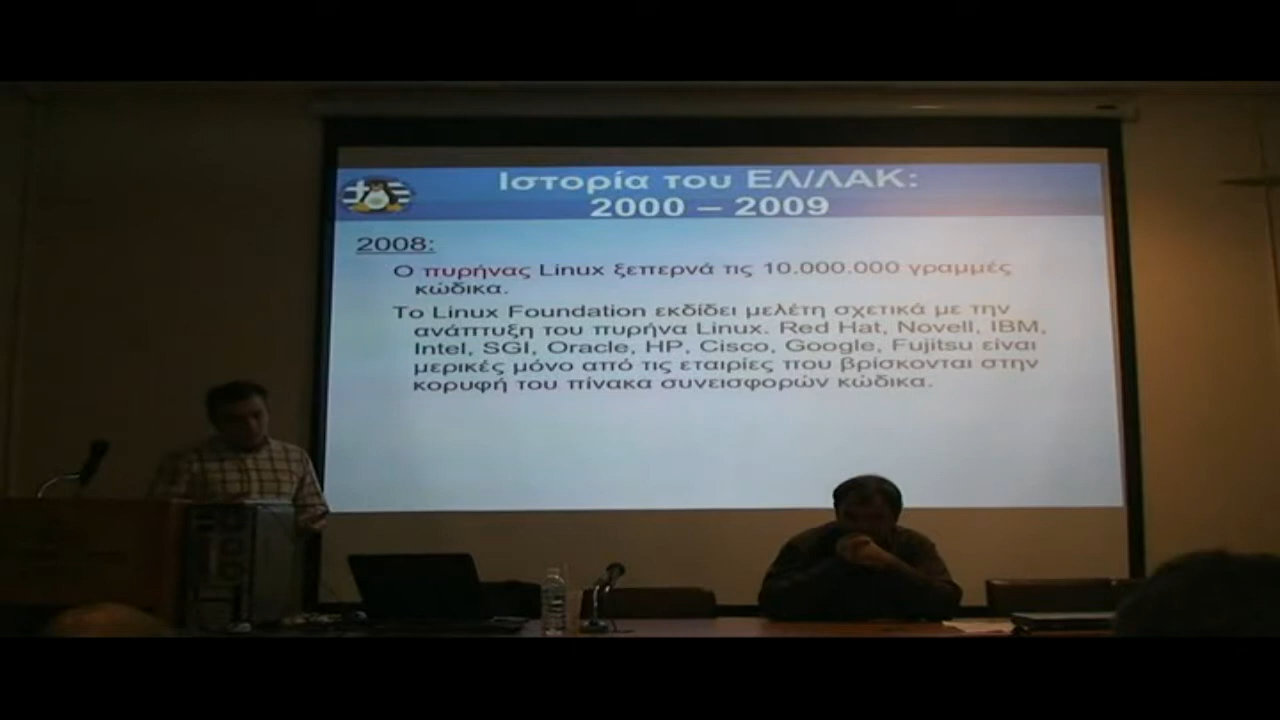 Ιστορία του ΕΛ/ΛΑΚ:
2000 – 2009
2008:
Ο πυρήνας Linux ξεπερνά τις 10.000.000 γραμμές
κώδικα.
Το Linux Foundation εκδίδει μελέτη σχετικά με την
ανάπτυξη του πυρήνα Linux. Red Hat, Novell, IBM,
Intel, SGI, Oracle, HP, Cisco, Google, Fujitsu είναι
μερικές μόνο από τις εταιρίες που βρίσκονται στην
κορυφή του πίνακα συνεισφορών κώδικα.